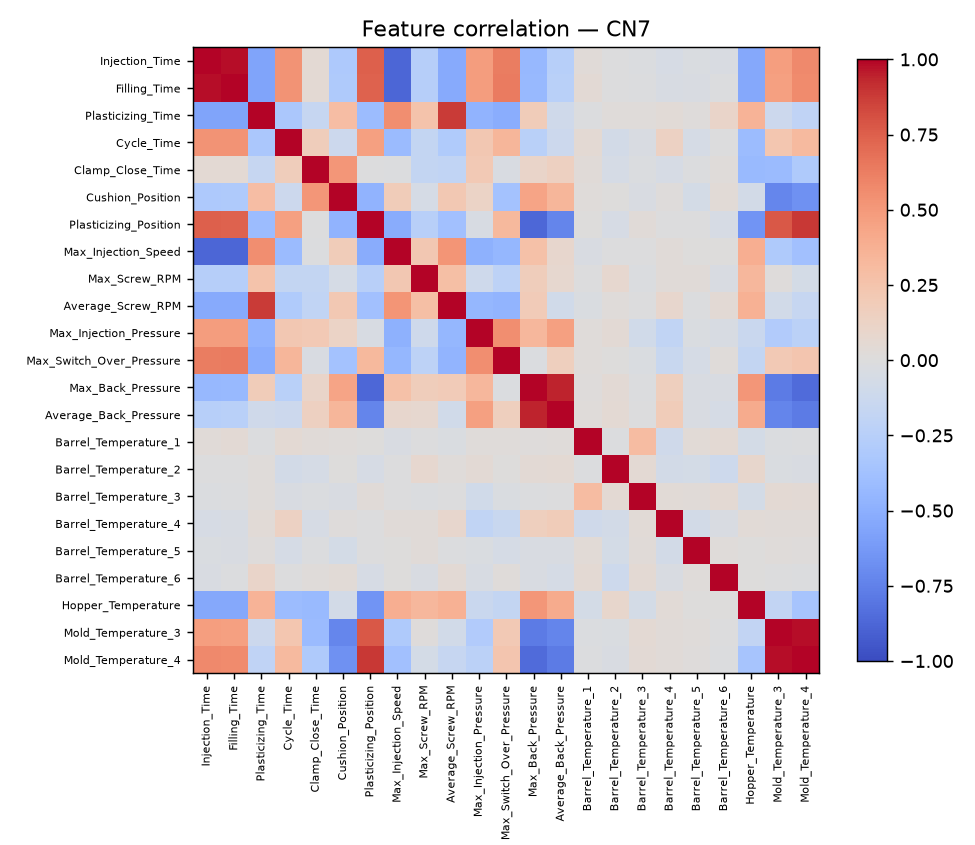 Feature correlation — CN7
Injection_Time
Filling_Time
Plasticizing_Time
Cycle_Time
Clamp_Close_Time
Cushion_Position
Plasticizing_Position
Max_Injection_Speed
Max_Screw_RPM
Average_Screw_RPM
Max_Injection_Pressure
Max_Switch_Over_Pressure
Max_Back_Pressure
Average_Back_Pressure
Barrel_Temperature_1
Barrel_Temperature_2
Barrel_Temperature_3
Barrel_Temperature_4
Barrel_Temperature_5
Barrel_Temperature_6
Hopper_Temperature
Mold_Temperature_3
Mold_Temperature_4
Injection_Time
Filling_Time
Plasticizing_Time
Cycle_Time
Clamp_Close_Time
Cushion_Position
Plasticizing_Position
Max_Injection_Speed
Max_Screw_RPM
Average_Screw_RPM
Max_Injection_Pressure
Max_Switch_Over_Pressure
Max_Back_Pressure
Average_Back_Pressure
Barrel_Temperature_1
Barrel_Temperature_2
Barrel_Temperature_3
Barrel_Temperature_4
Barrel_Temperature_5
Barrel_Temperature_6
Hopper_Temperature
Mold_Temperature_3
Mold_Temperature_4
1.00
0.75
0.50
0.25
0.00
−0.25
−0.50
−0.75
−1.00